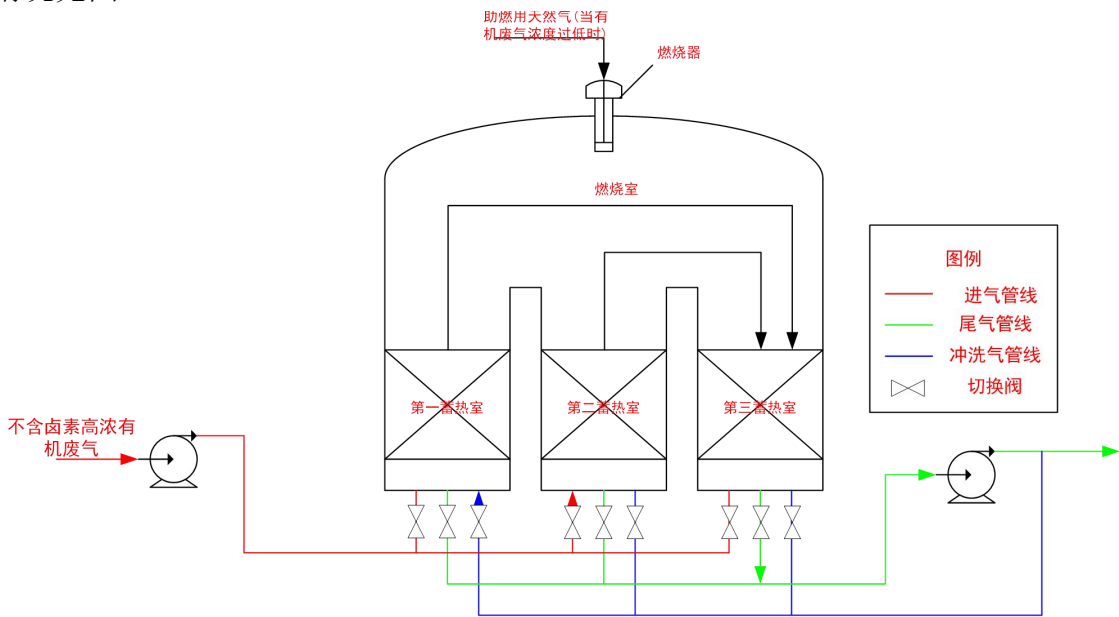 助燃用天然气(当有
机废气浓度过低时)
燃烧器
燃烧室
图例
进气管线
尾气管线
冲洗气管线
切换阀
第一蓄热室
第二蓄热室
第三蓄热室
不含卤素高浓有
机废气